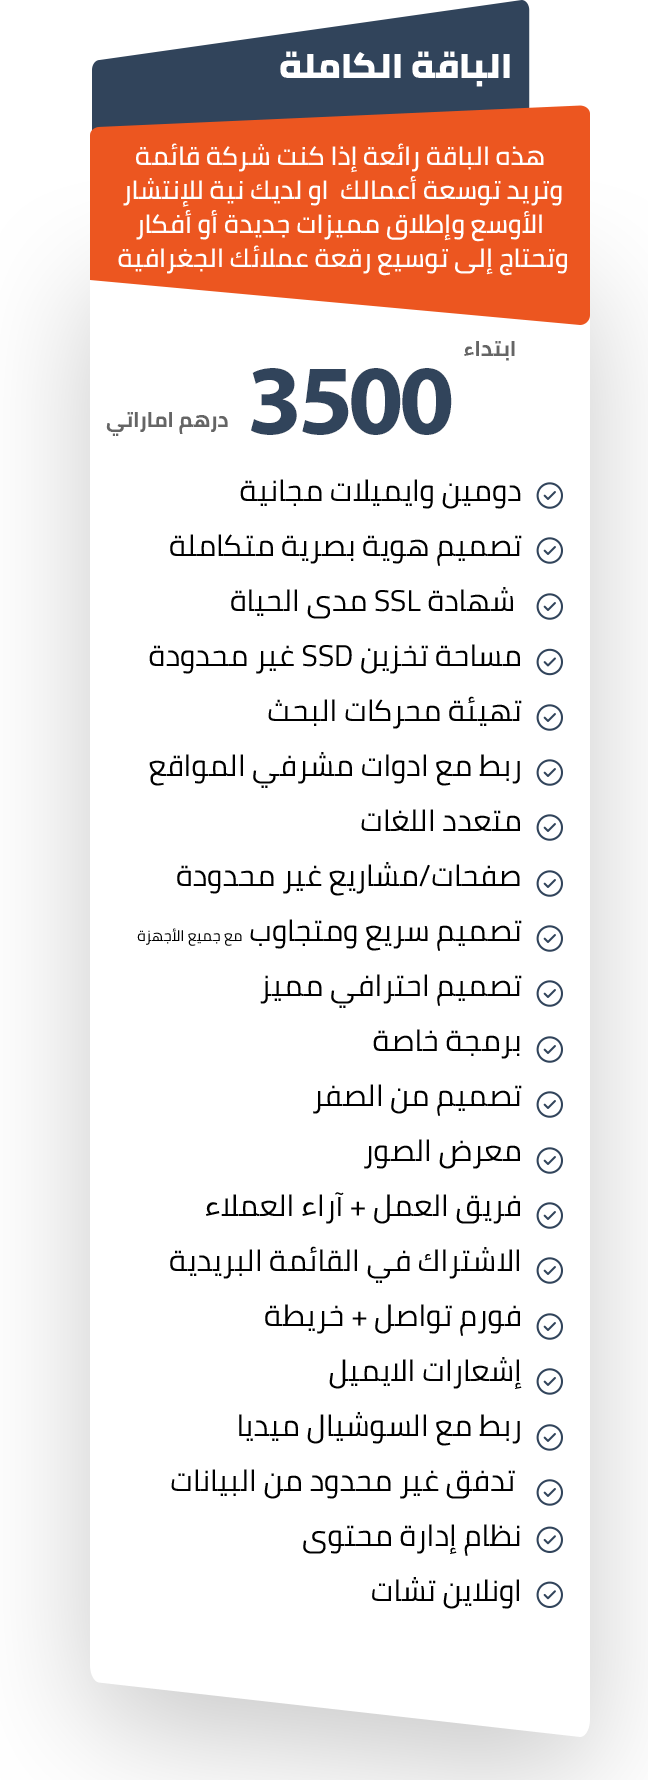 الباقة الكاملة
هذه الباقة رائعة إذا كنت شركة قائمة
وتريد توسعة أعمالك او لديك نية للإنتشار
الأوسع وإطلاق مميزات جديدة أو أفكار
وتحتاج إلى توسيع رقعة عملائك الجغرافية
ابتداء
3500 درهم اماراتي
دومين وايميلات مجانية
تصميم هوية بصرية متكاملة
شهادة SSL مدى الحياة
مساحة تخزين SSD غير محدودة
تهيئة محركات البحث
ربط مع ادوات مشرفي المواقع
متعدد اللغات
صفحات/مشاريع غير محدودة
تصميم سريع ومتجاوب مع جميع الأجهزة
تصميم احترافي مميز
برمجة خاصة
تصميم من الصفر
معرض الصور
فريق العمل + آراء العملاء
الاشتراك في القائمة البريدية
فورم تواصل + خريطة
إشعارات الايميل
ربط مع السوشيال ميديا
تدفق غير محدود من البيانات
نظام إدارة محتوى
اونلاين تشات